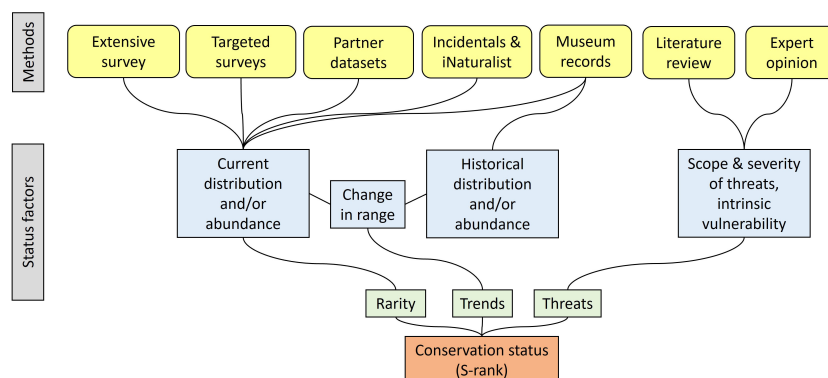 Methods
Extensive
survey
Targeted
surveys
Partner
datasets
Incidentals &
iNaturalist
Museum
records
Literature
review
Expert
opinion
Status factors
Current
distribution
and/or
abundance
Change
in range
Historical
distribution
and/or
abundance
Scope & severity
of threats,
intrinsic
vulnerability
Rarity
Trends
Threats
Conservation status
(S-rank)